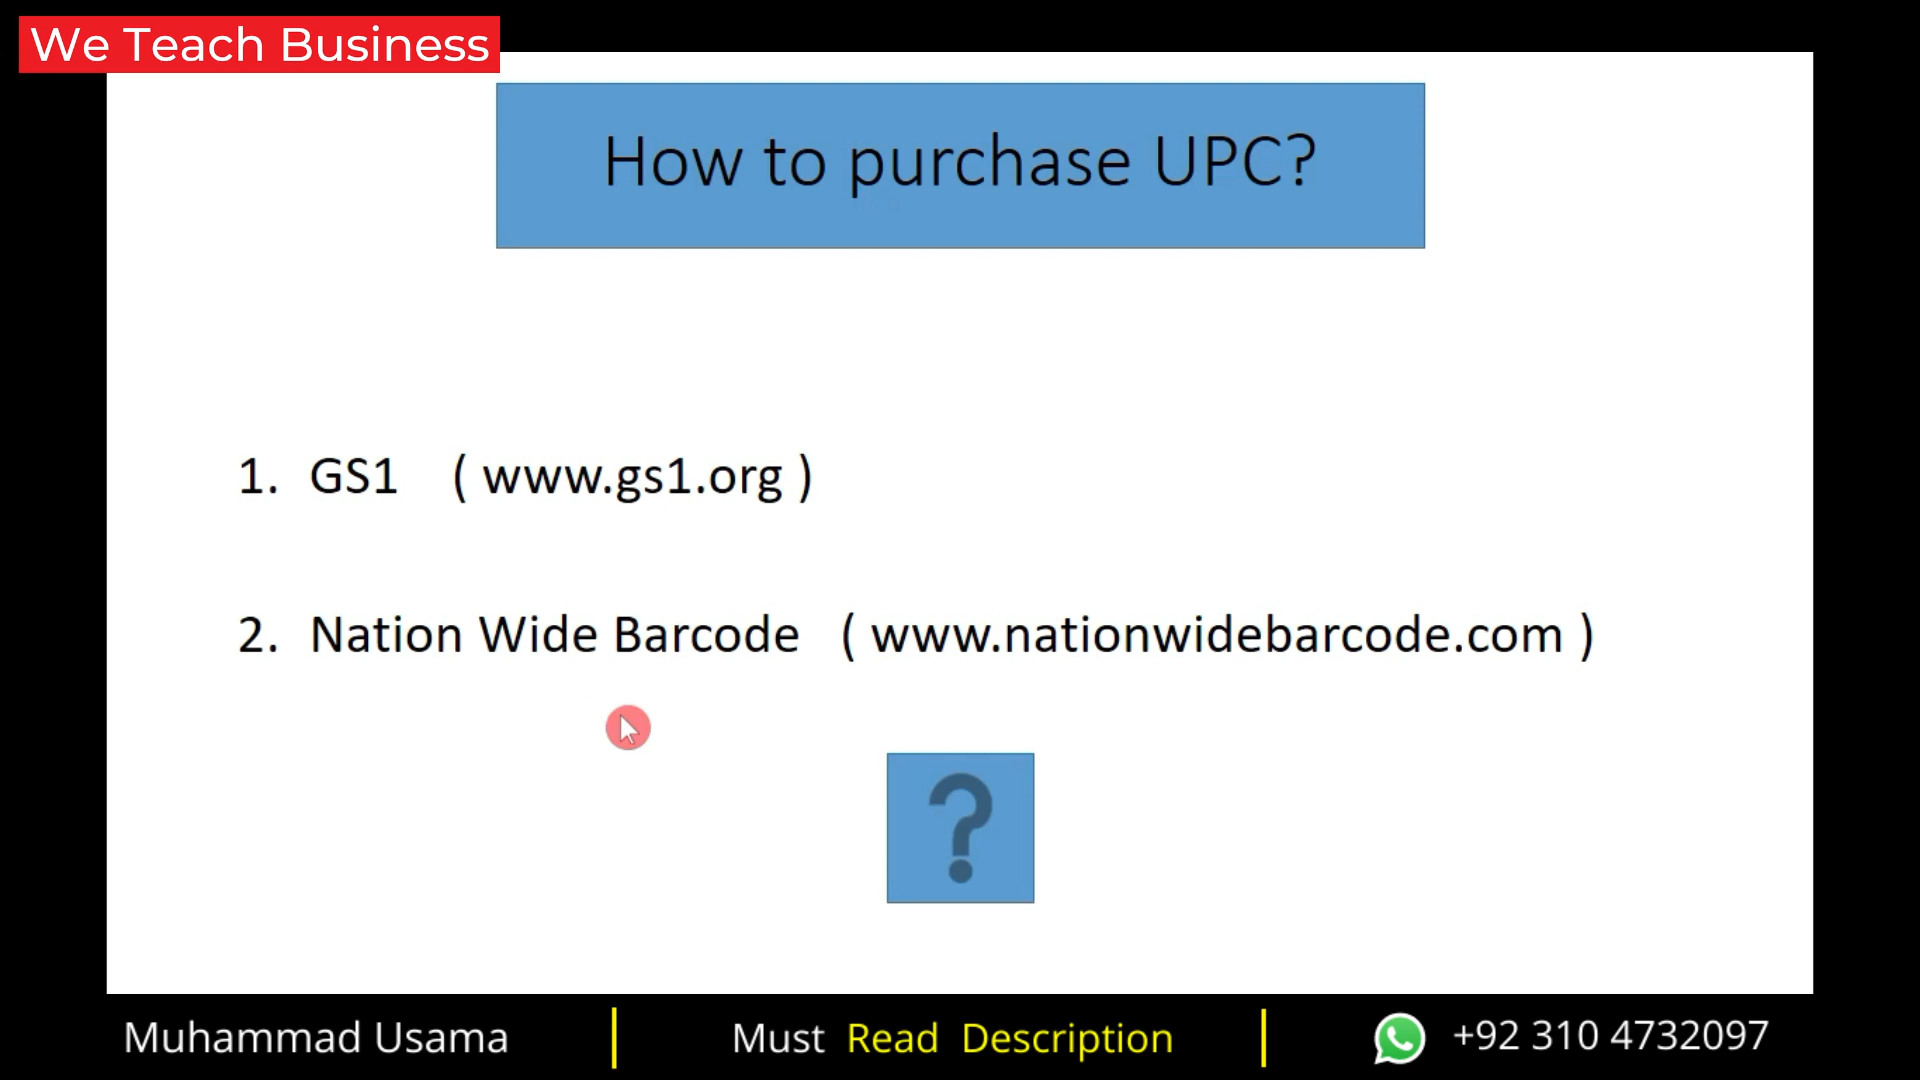 We Teach Business
How to purchase UPC?
1. GS1 ( www.gs1.org )
2. Nation Wide Barcode ( www.nationwidebarcode.com )
?
Muhammad Usama | Must Read Description | +92 310 4732097